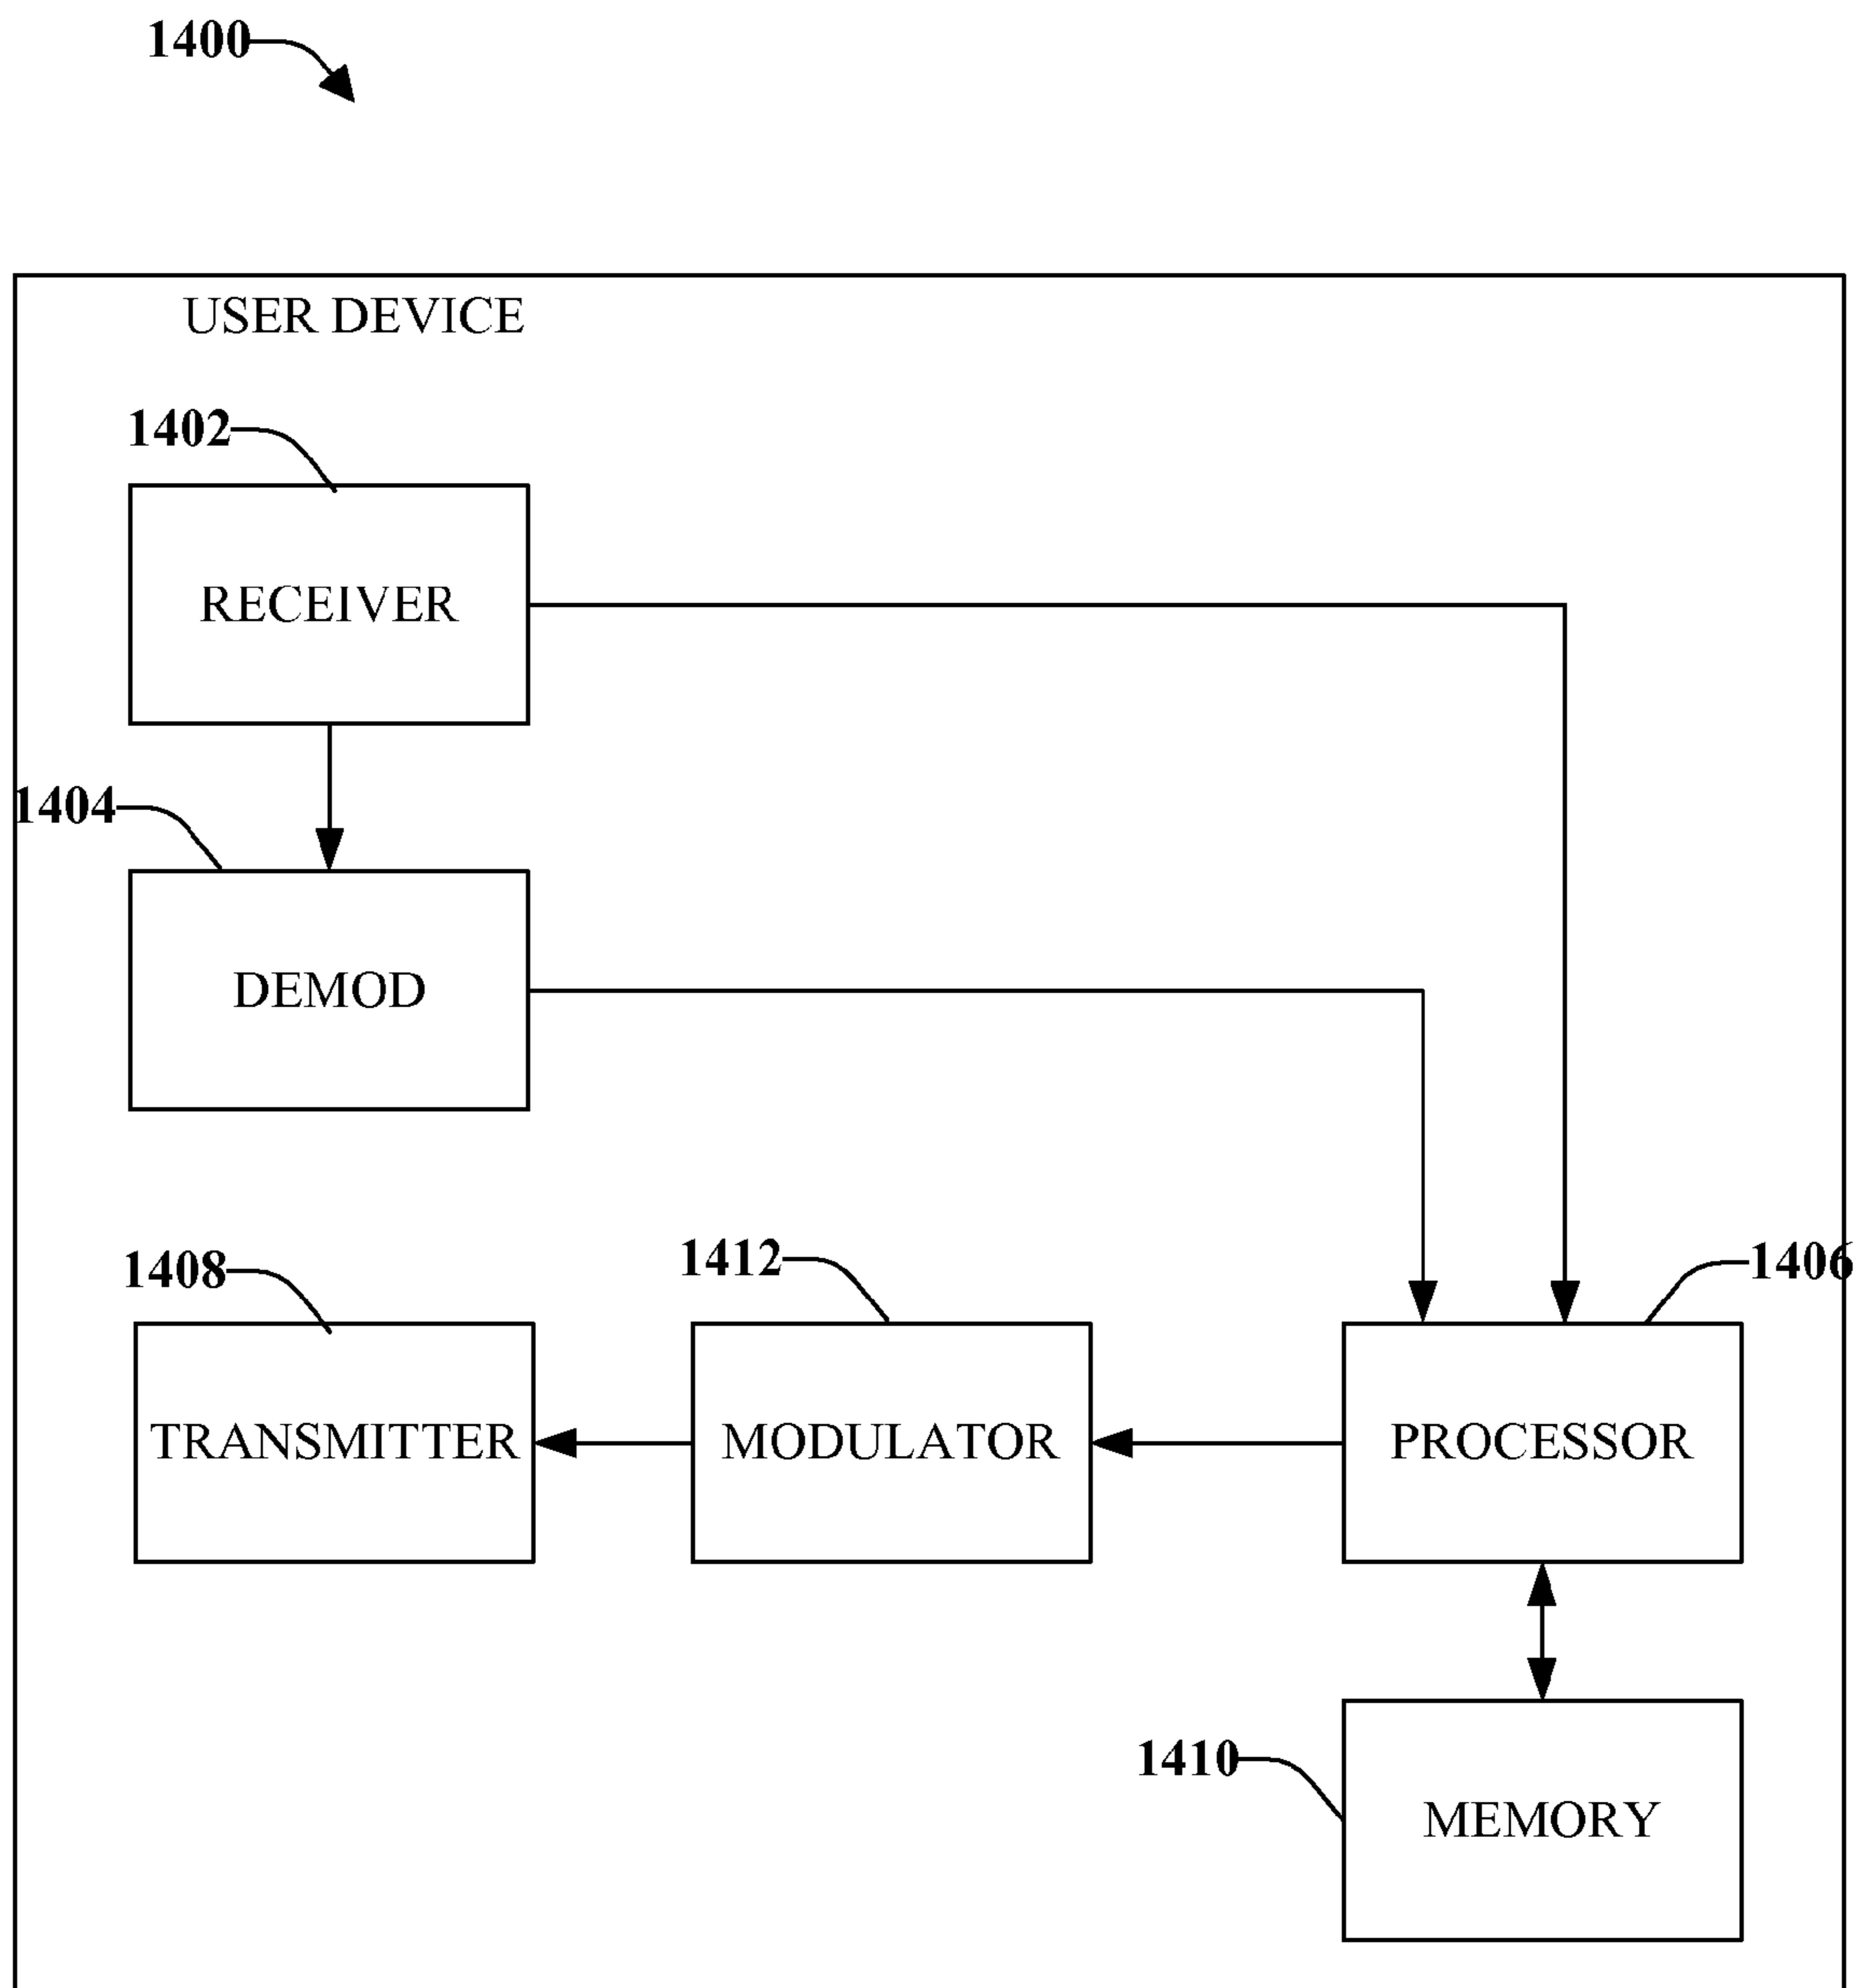 1400
USER DEVICE
1402
RECEIVER
1404
DEMOD
1408
1412
1406
TRANSMITTER
MODULATOR
PROCESSOR
1410
MEMORY